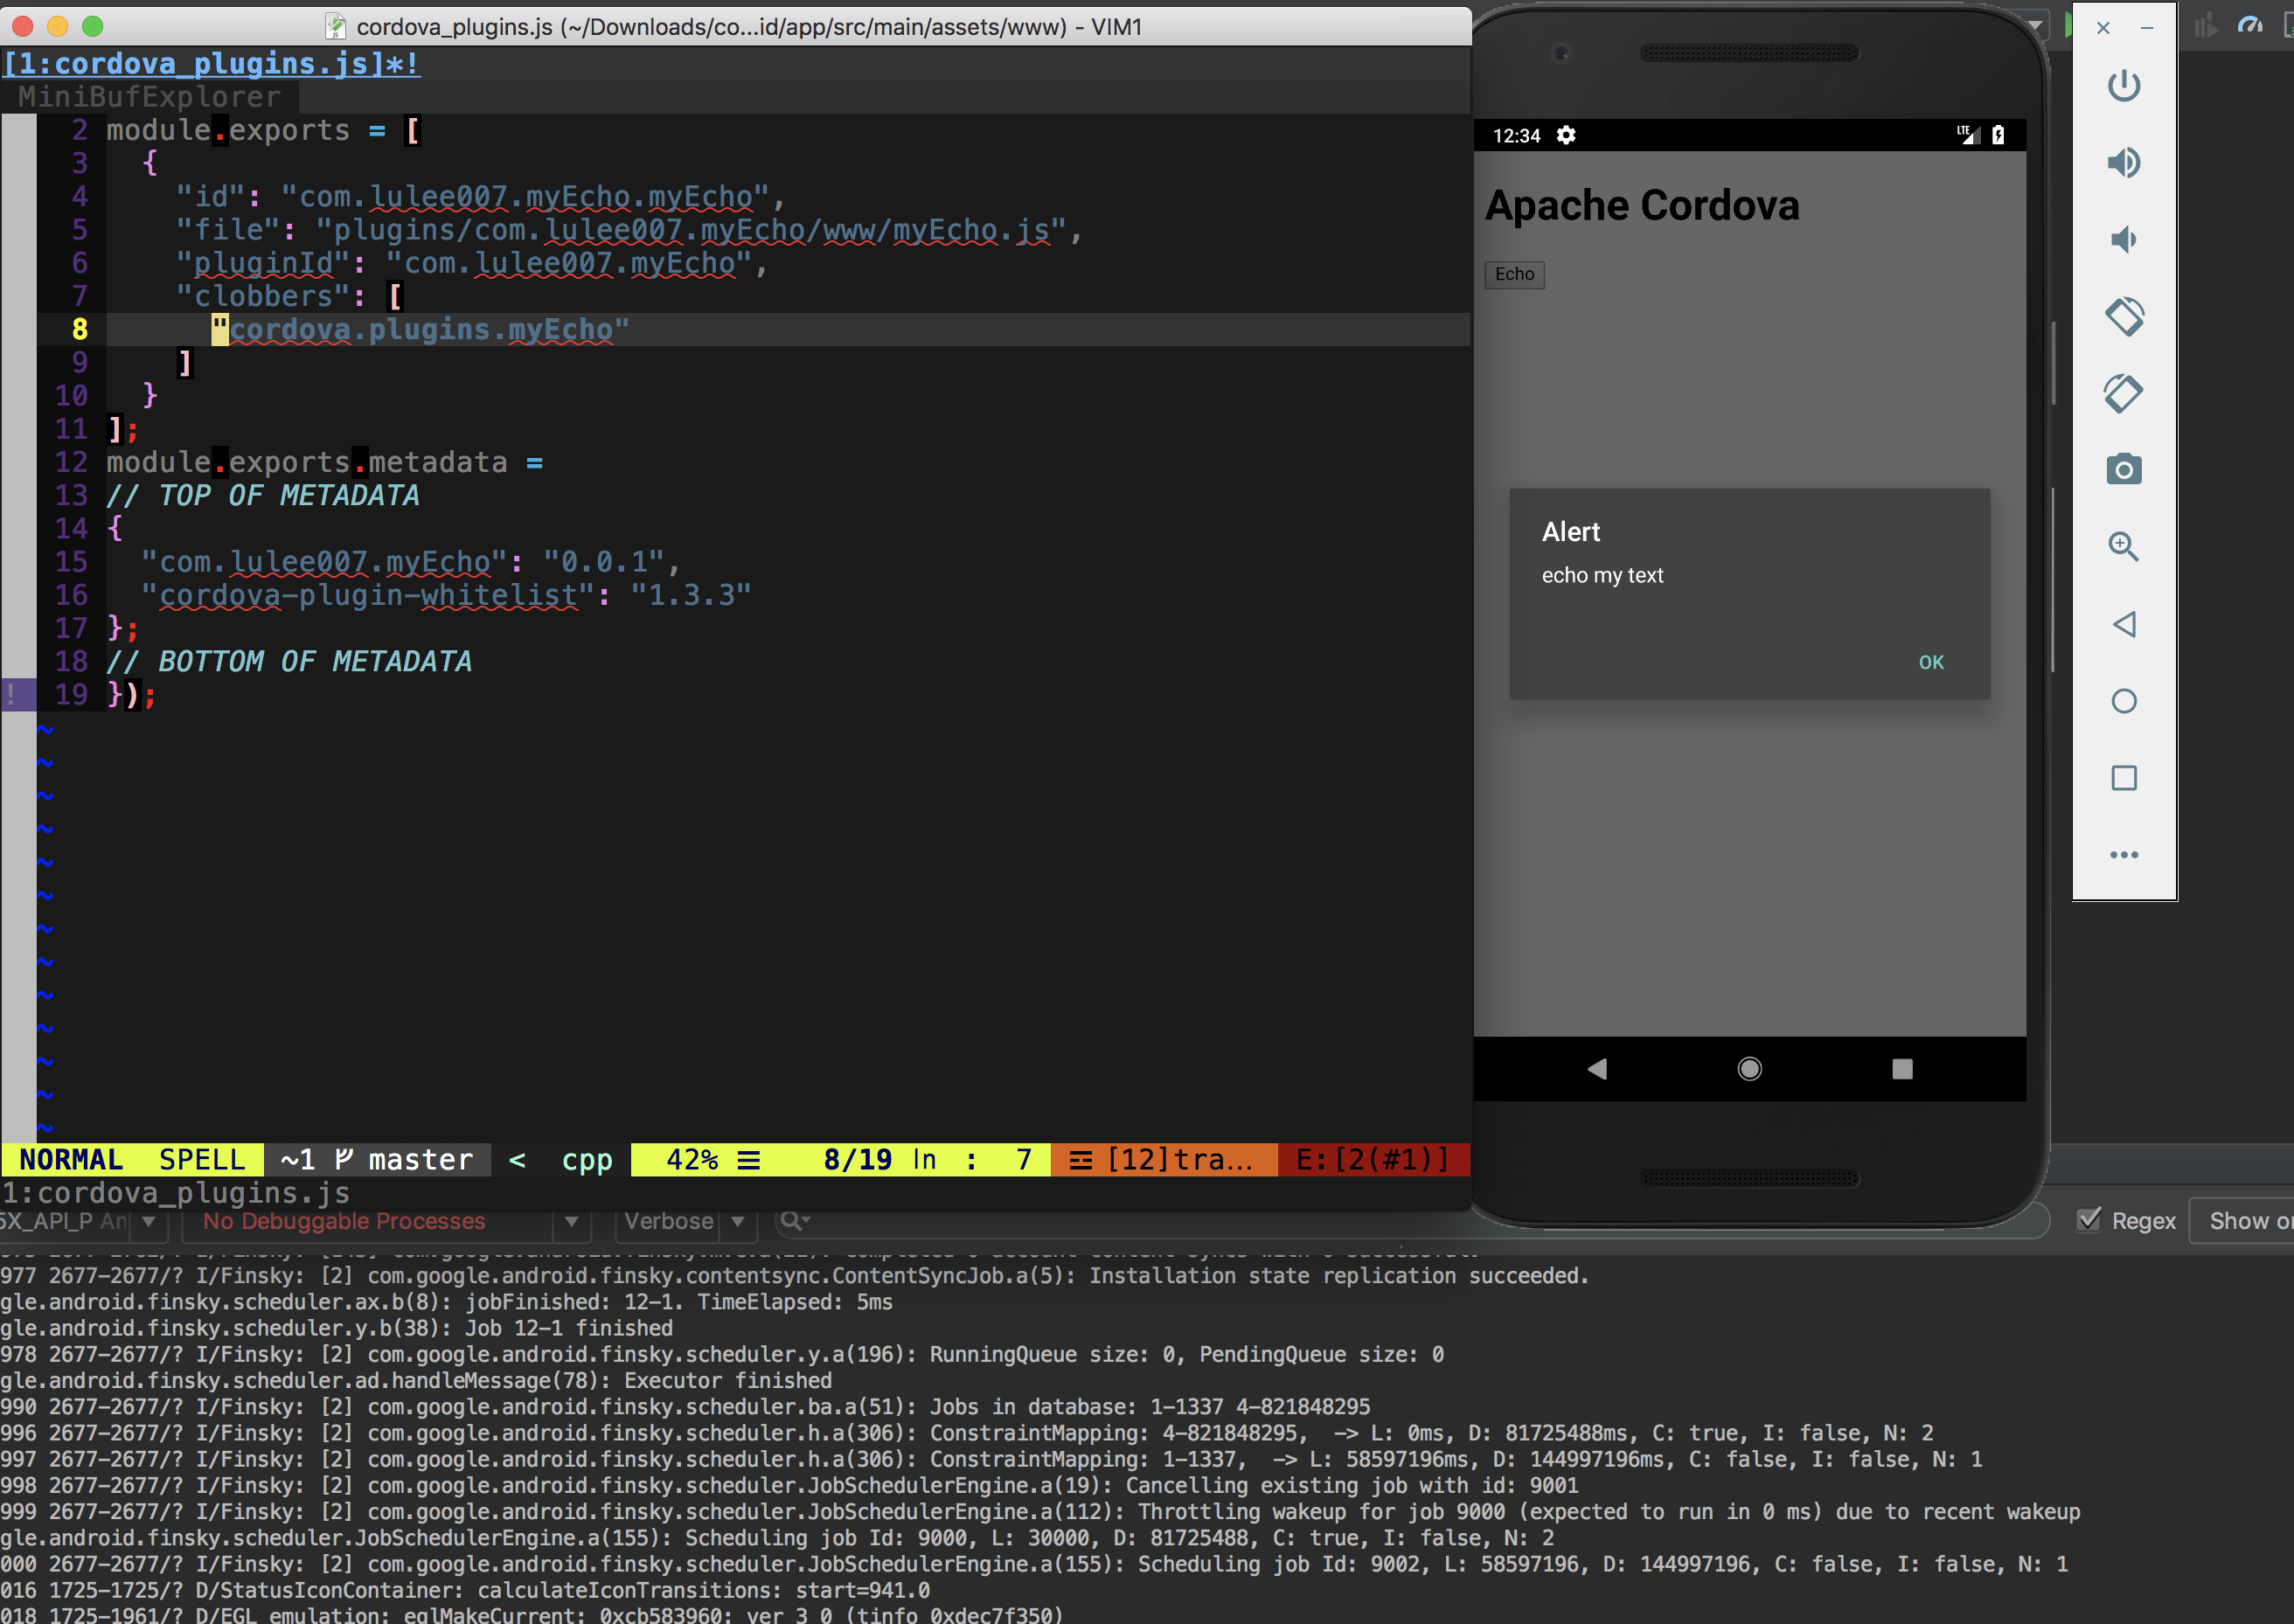 cordova_plugins.js (~/Downloads/co...id/app/src/main/assets/www) - VIM1
[1:cordova_plugins.js]*!
MiniBufExplorer
2 module.exports = [
3 {
4 "id": "com.lulee007.myEcho.myEcho",
5 "file": "plugins/com.lulee007.myEcho/www/myEcho.js",
6 "pluginId": "com.lulee007.myEcho",
7 "clobbers": [
8 "cordova.plugins.myEcho"
9 ]
10 }
11 ];
12 module.exports.metadata =
13 // TOP OF METADATA
14 {
15 "com.lulee007.myEcho": "0.0.1",
16 "cordova-plugin-whitelist": "1.3.3"
17 };
18 // BOTTOM OF METADATA
! 19 });
~
~
~
~
~
~
~
~
~
~
~
~
~
NORMAL SPELL ~1 master < cpp 42% ☰ 8/19 ln : 7 ☲ [12]tra... E:[2(#1)]
1:cordova_plugins.js
12:34 LTE
Apache Cordova
Echo
Alert
echo my text
OK
5X_API_P An No Debuggable Processes Verbose Regex Show on
977 2677-2677/? I/Finsky: [2] com.google.android.finsky.contentsync.ContentSyncJob.a(5): Installation state replication succeeded.
gle.android.finsky.scheduler.ax.b(8): jobFinished: 12-1. TimeElapsed: 5ms
gle.android.finsky.scheduler.y.b(38): Job 12-1 finished
978 2677-2677/? I/Finsky: [2] com.google.android.finsky.scheduler.y.a(196): RunningQueue size: 0, PendingQueue size: 0
gle.android.finsky.scheduler.ad.handleMessage(78): Executor finished
990 2677-2677/? I/Finsky: [2] com.google.android.finsky.scheduler.ba.a(51): Jobs in database: 1-1337 4-821848295
996 2677-2677/? I/Finsky: [2] com.google.android.finsky.scheduler.h.a(306): ConstraintMapping: 4-821848295, -> L: 0ms, D: 81725488ms, C: true, I: false, N: 2
997 2677-2677/? I/Finsky: [2] com.google.android.finsky.scheduler.h.a(306): ConstraintMapping: 1-1337, -> L: 58597196ms, D: 144997196ms, C: false, I: false, N: 1
998 2677-2677/? I/Finsky: [2] com.google.android.finsky.scheduler.JobSchedulerEngine.a(19): Cancelling existing job with id: 9001
999 2677-2677/? I/Finsky: [2] com.google.android.finsky.scheduler.JobSchedulerEngine.a(112): Throttling wakeup for job 9000 (expected to run in 0 ms) due to recent wakeup
gle.android.finsky.scheduler.JobSchedulerEngine.a(155): Scheduling job Id: 9000, L: 30000, D: 81725488, C: true, I: false, N: 2
000 2677-2677/? I/Finsky: [2] com.google.android.finsky.scheduler.JobSchedulerEngine.a(155): Scheduling job Id: 9002, L: 58597196, D: 144997196, C: false, I: false, N: 1
016 1725-1725/? D/StatusIconContainer: calculateIconTransitions: start=941.0
018 1725-1961/? D/EGL_emulation: eglMakeCurrent: 0xcb583960: ver 3 0 (tinfo 0xdec7f350)